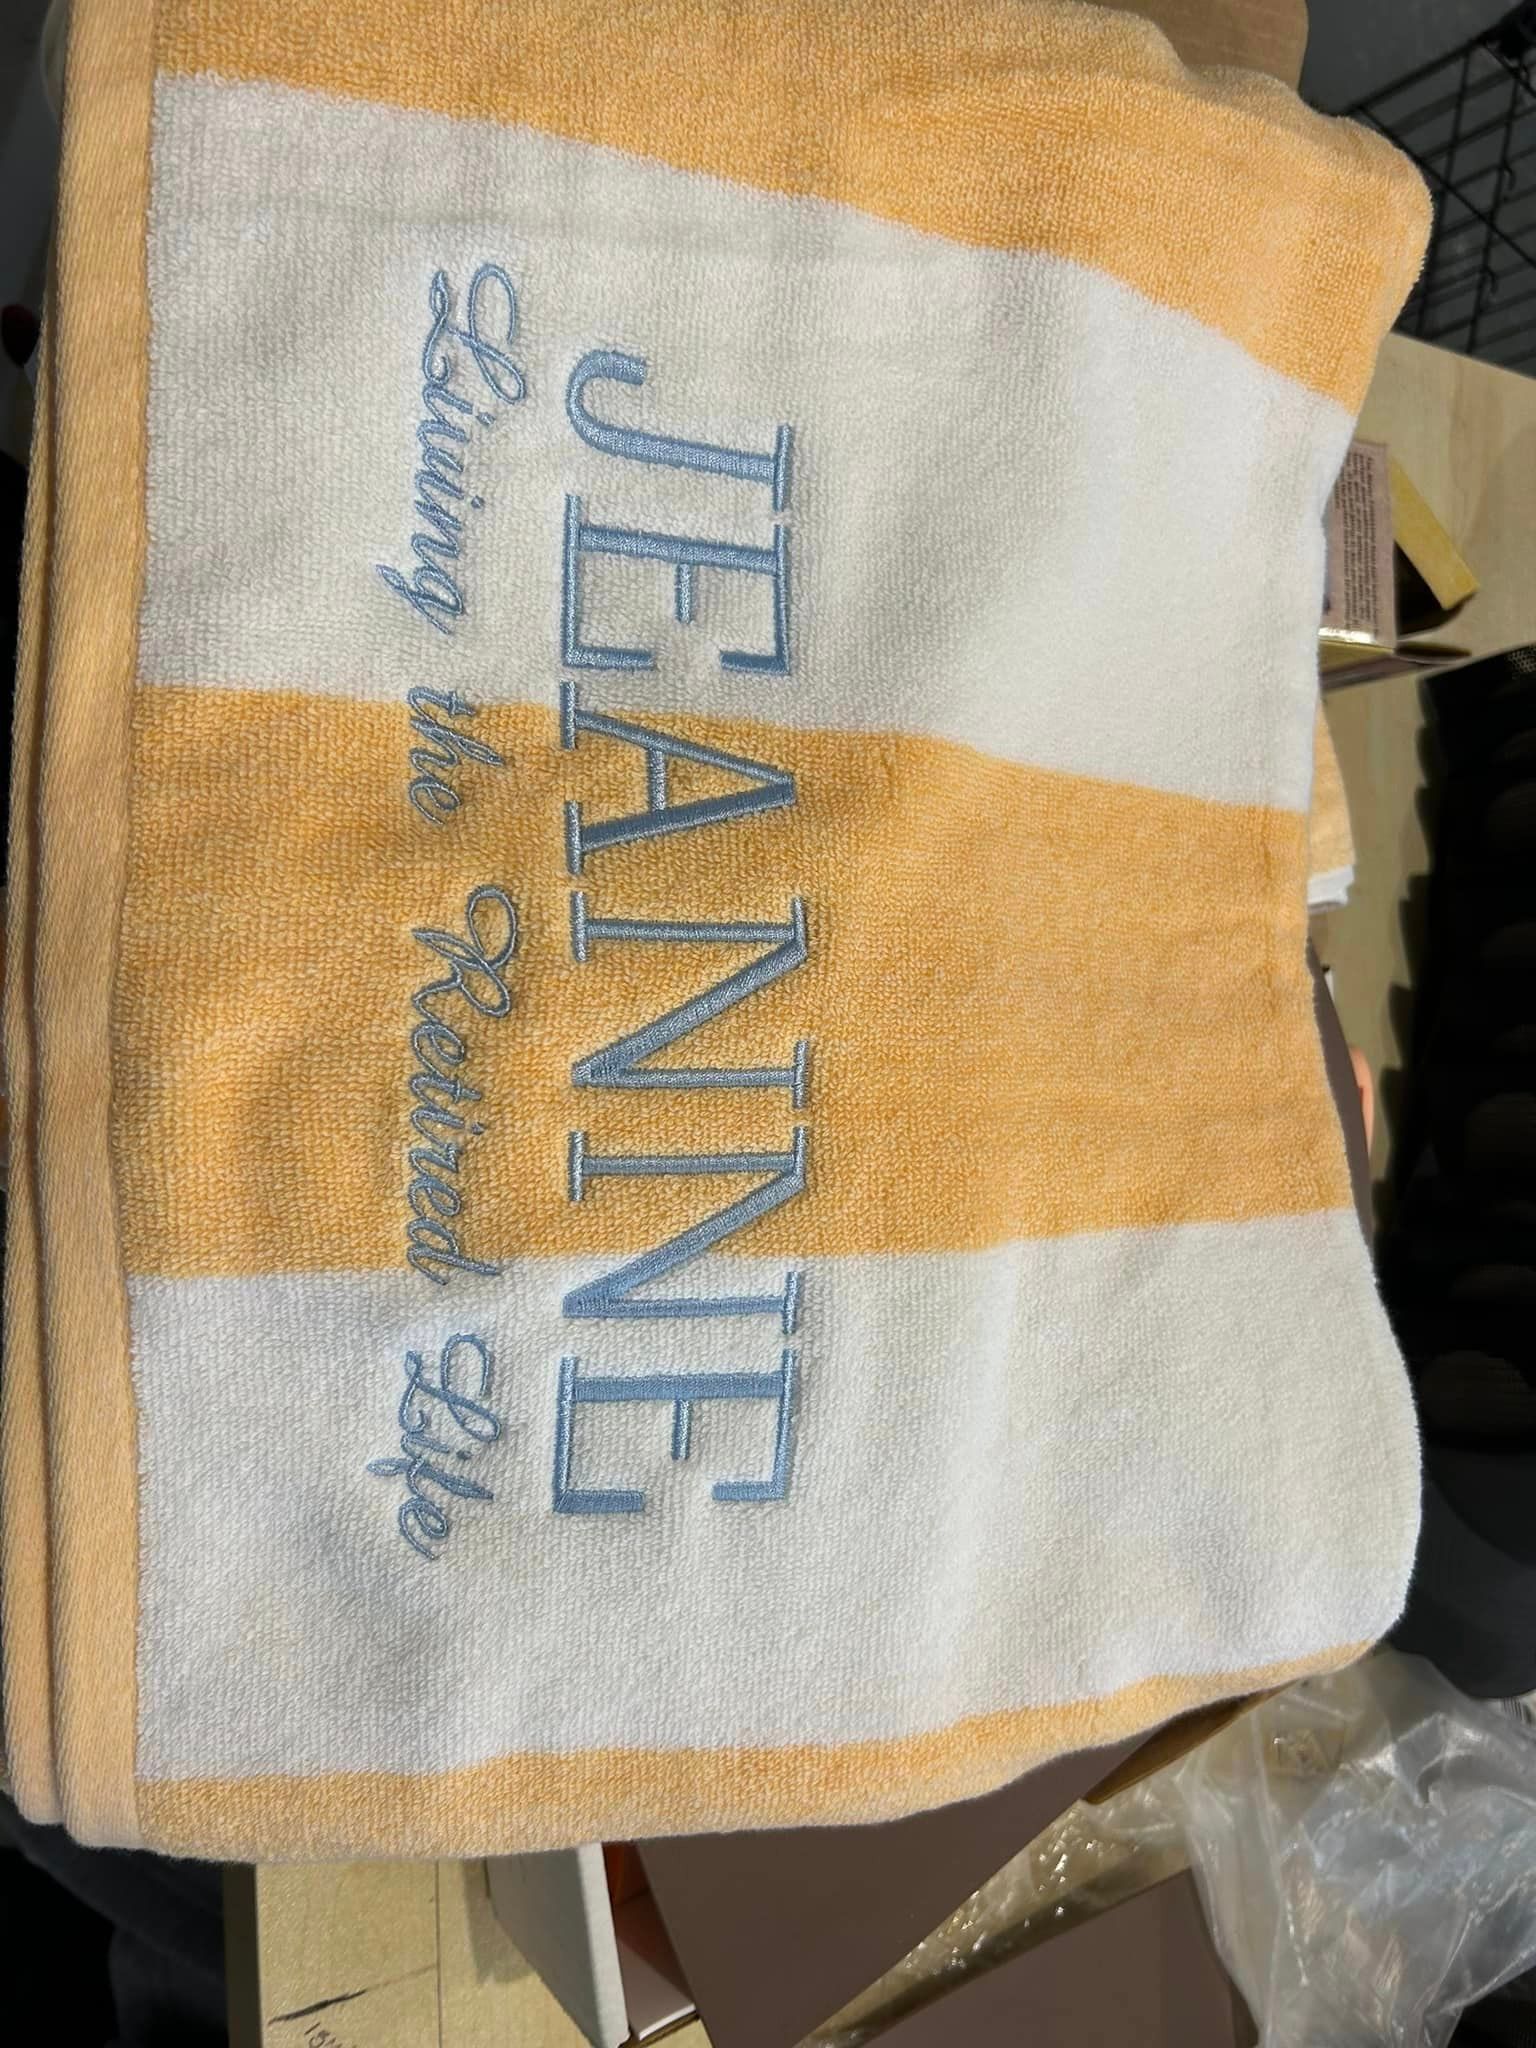 JEANNE
Living the Retired Life